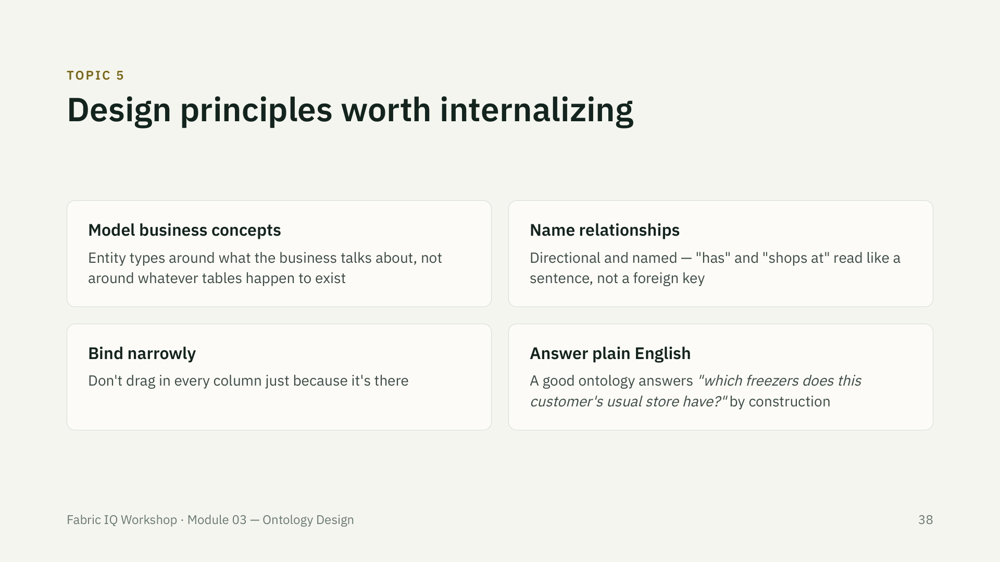 TOPIC 5
Design principles worth internalizing
Model business concepts
Entity types around what the business talks about, not
around whatever tables happen to exist
Name relationships
Directional and named — "has" and "shops at" read like a
sentence, not a foreign key
Bind narrowly
Don't drag in every column just because it's there
Answer plain English
A good ontology answers "which freezers does this
customer's usual store have?" by construction
Fabric IQ Workshop · Module 03 — Ontology Design
38